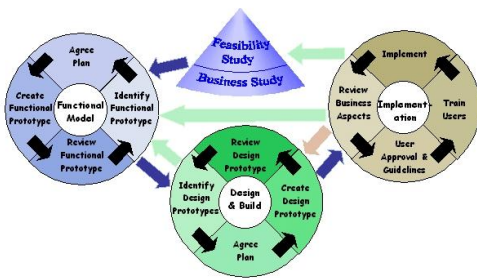 Feasibility
Study
Business Study
Agree
Plan
Create
Functional
Prototype
Functional
Model
Identify
Functional
Prototype
Review
Functional
Prototype
Implement
Review
Business
Aspects
Implement-
ation
Train
Users
User
Approval &
Guidelines
Review
Design
Prototype
Identify
Design
Prototypes
Design
& Build
Create
Design
Prototype
Agree
Plan